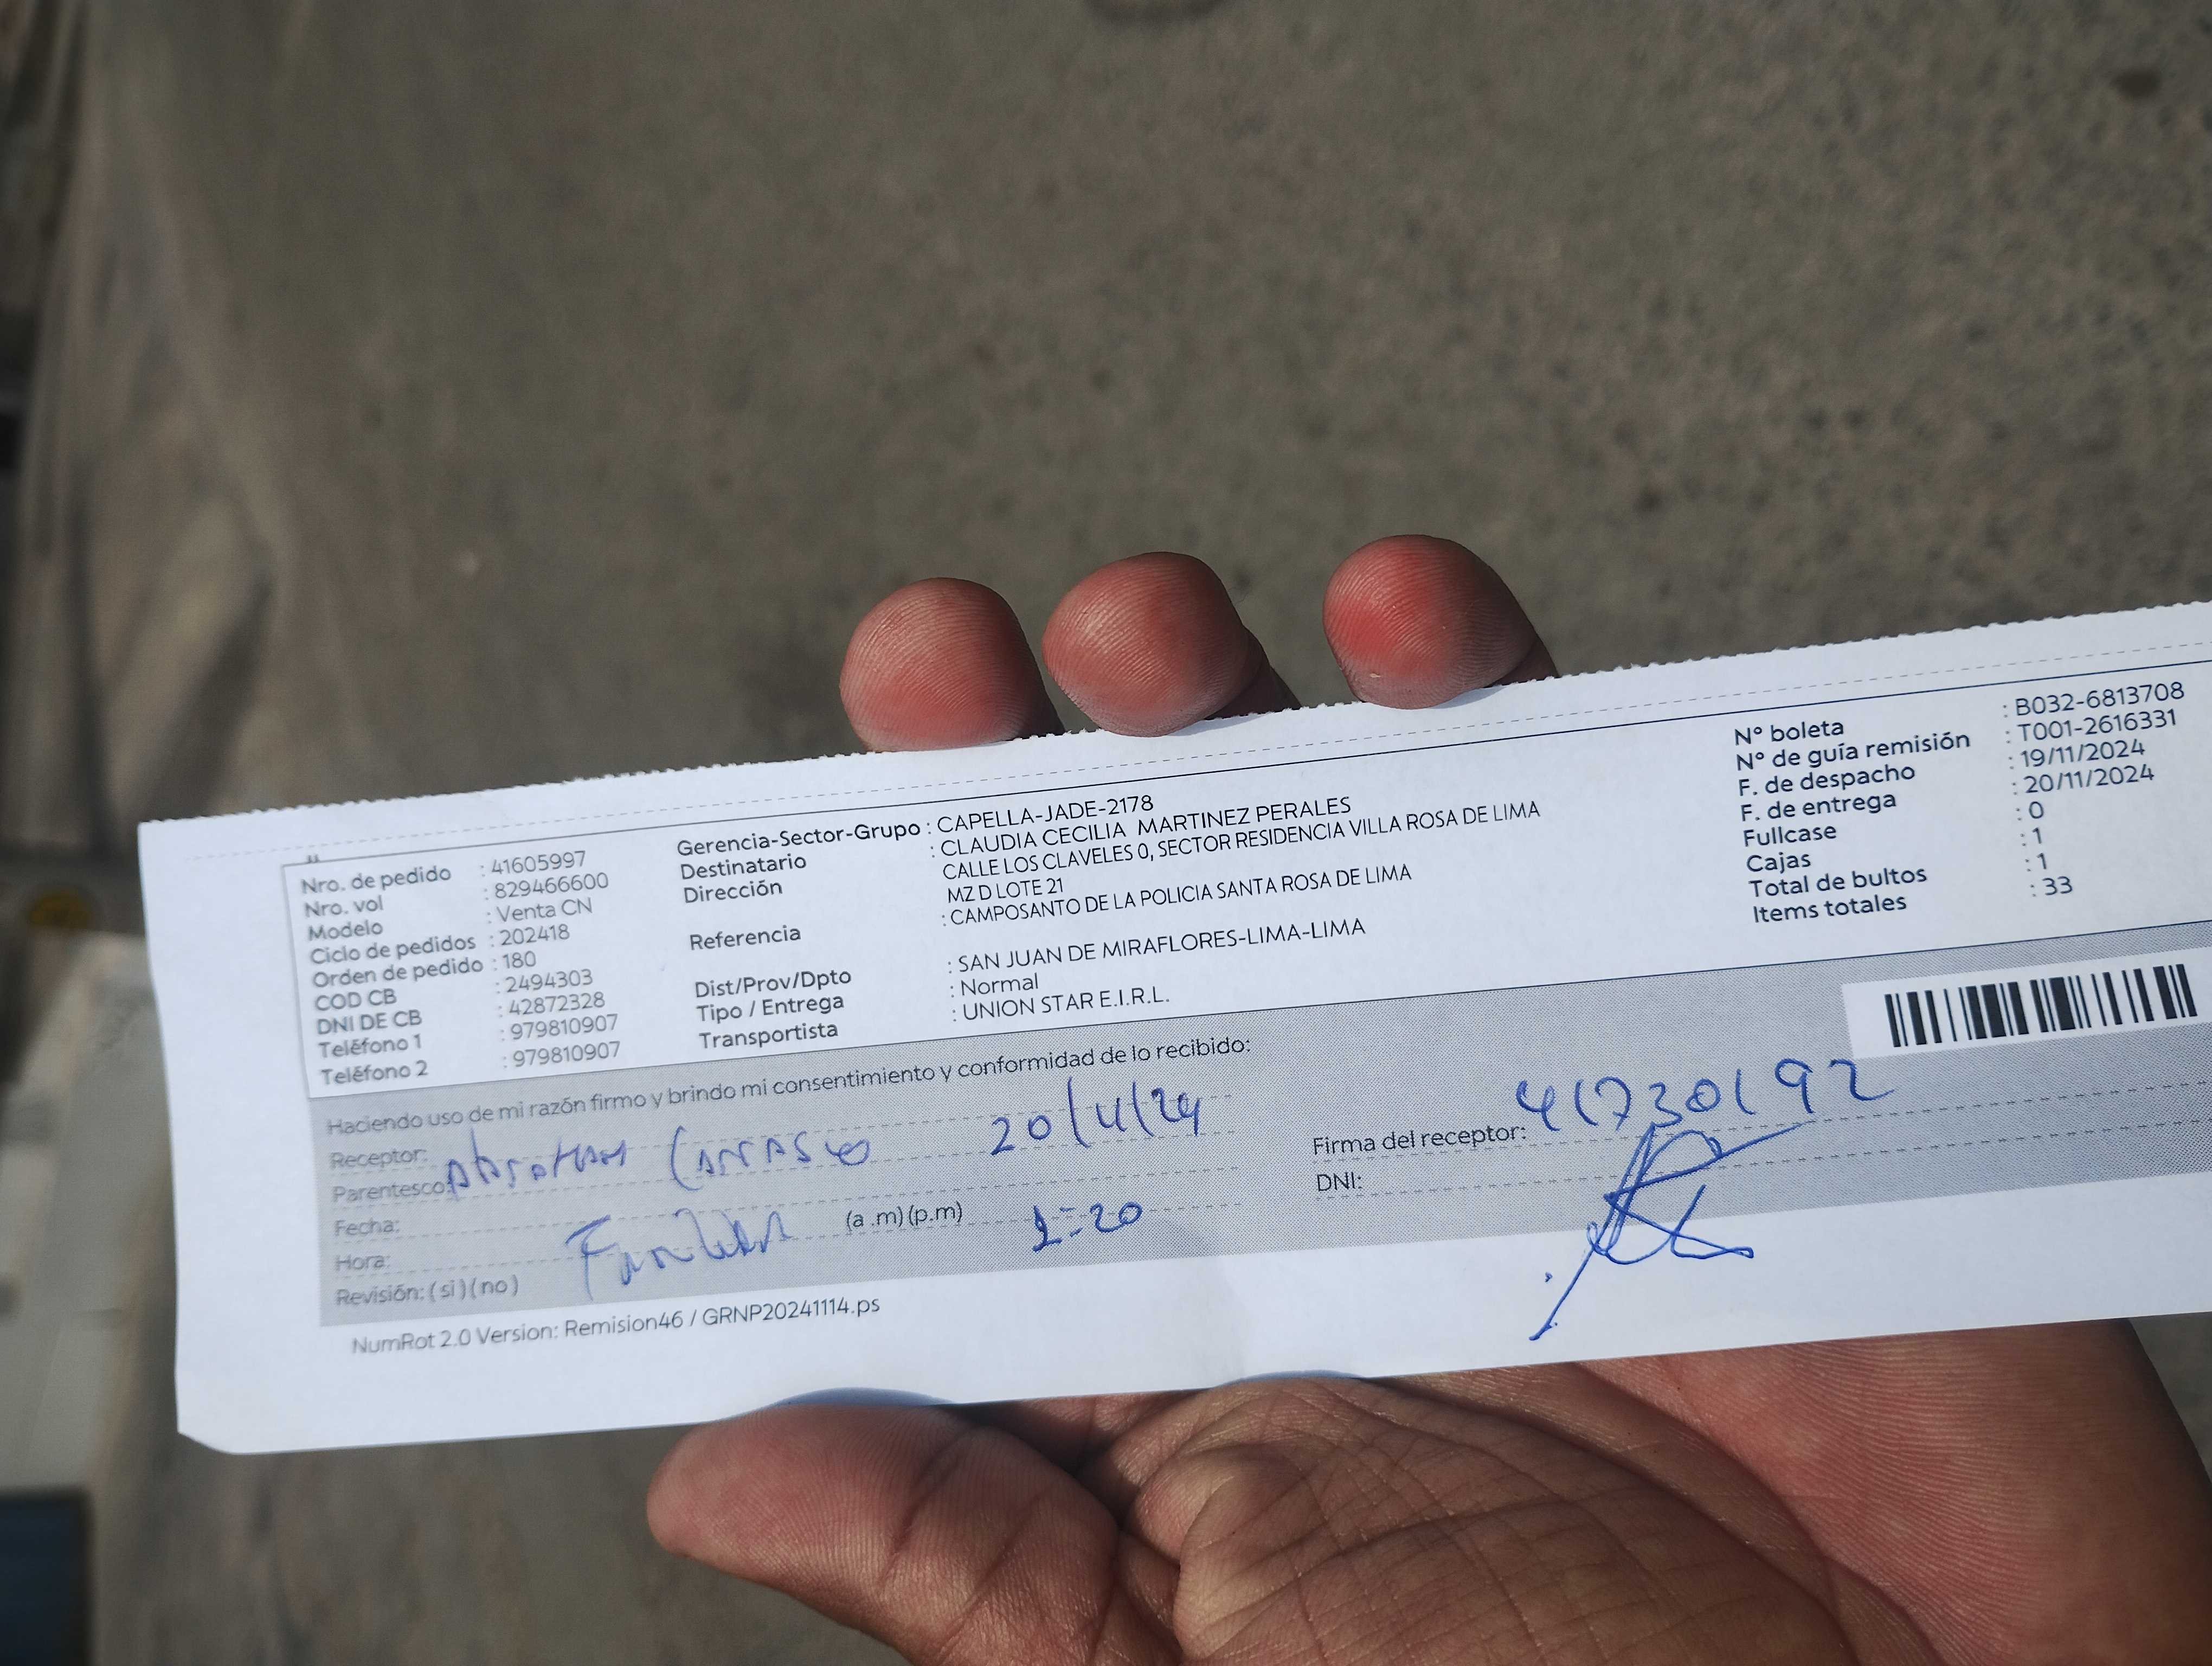 Nro. de pedido : 41605997
Nro. vol : 829466600
Modelo : Venta CN
Ciclo de pedidos : 202418
Orden de pedido : 180
COD CB : 2494303
DNI DE CB : 42872328
Teléfono 1 : 979810907
Teléfono 2 : 979810907
Gerencia-Sector-Grupo : CAPELLA-JADE-2178
Destinatario : CLAUDIA CECILIA MARTINEZ PERALES
Dirección CALLE LOS CLAVELES 0, SECTOR RESIDENCIA VILLA ROSA DE LIMA
MZ D LOTE 21
Referencia : CAMPOSANTO DE LA POLICIA SANTA ROSA DE LIMA
Dist/Prov/Dpto : SAN JUAN DE MIRAFLORES-LIMA-LIMA
Tipo / Entrega : Normal
Transportista : UNION STAR E.I.R.L.
N° boleta : B032-6813708
N° de guía remisión : T001-2616331
F. de despacho : 19/11/2024
F. de entrega : 20/11/2024
Fullcase : 0
Cajas : 1
Total de bultos : 1
Items totales : 33
Haciendo uso de mi razón firmo y brindo mi consentimiento y conformidad de lo recibido:
Receptor: 20/11/24
Parentesco: Carrasco
Fecha:
Hora: (a .m) (p.m) 1:20
Revisión: ( si ) ( no )
Firma del receptor: 41730192
DNI:
NumRot 2.0 Version: Remision46 / GRNP20241114.ps